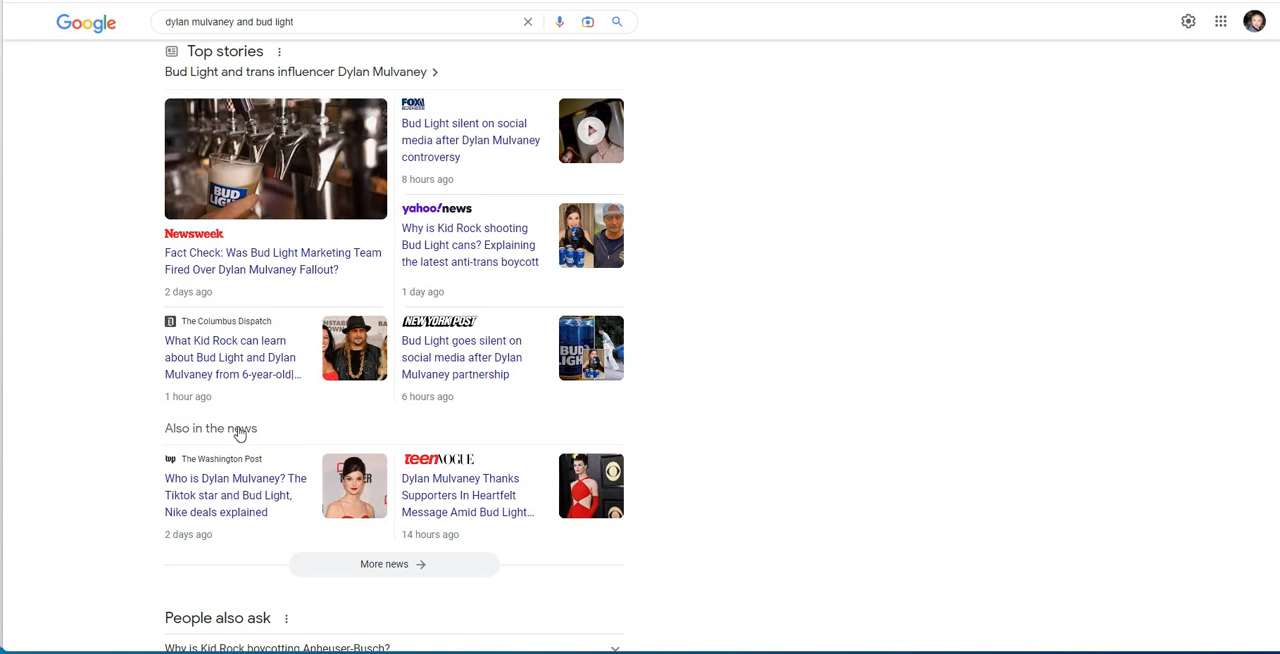 Google
dylan mulvaney and bud light
Top stories
Bud Light and trans influencer Dylan Mulvaney
BUD
LIGHT
Newsweek
Fact Check: Was Bud Light Marketing Team
Fired Over Dylan Mulvaney Fallout?
2 days ago
FOX
BUSINESS
Bud Light silent on social
media after Dylan Mulvaney
controversy
8 hours ago
yahoo!news
Why is Kid Rock shooting
Bud Light cans? Explaining
the latest anti-trans boycott
1 day ago
The Columbus Dispatch
What Kid Rock can learn
about Bud Light and Dylan
Mulvaney from 6-year-old|...
1 hour ago
NEW YORK POST
Bud Light goes silent on
social media after Dylan
Mulvaney partnership
6 hours ago
BUD
Also in the news
wp The Washington Post
Who is Dylan Mulvaney? The
Tiktok star and Bud Light,
Nike deals explained
2 days ago
teenVOGUE
Dylan Mulvaney Thanks
Supporters In Heartfelt
Message Amid Bud Light...
14 hours ago
More news
People also ask
Why is Kid Rock boycotting Anheuser-Busch?